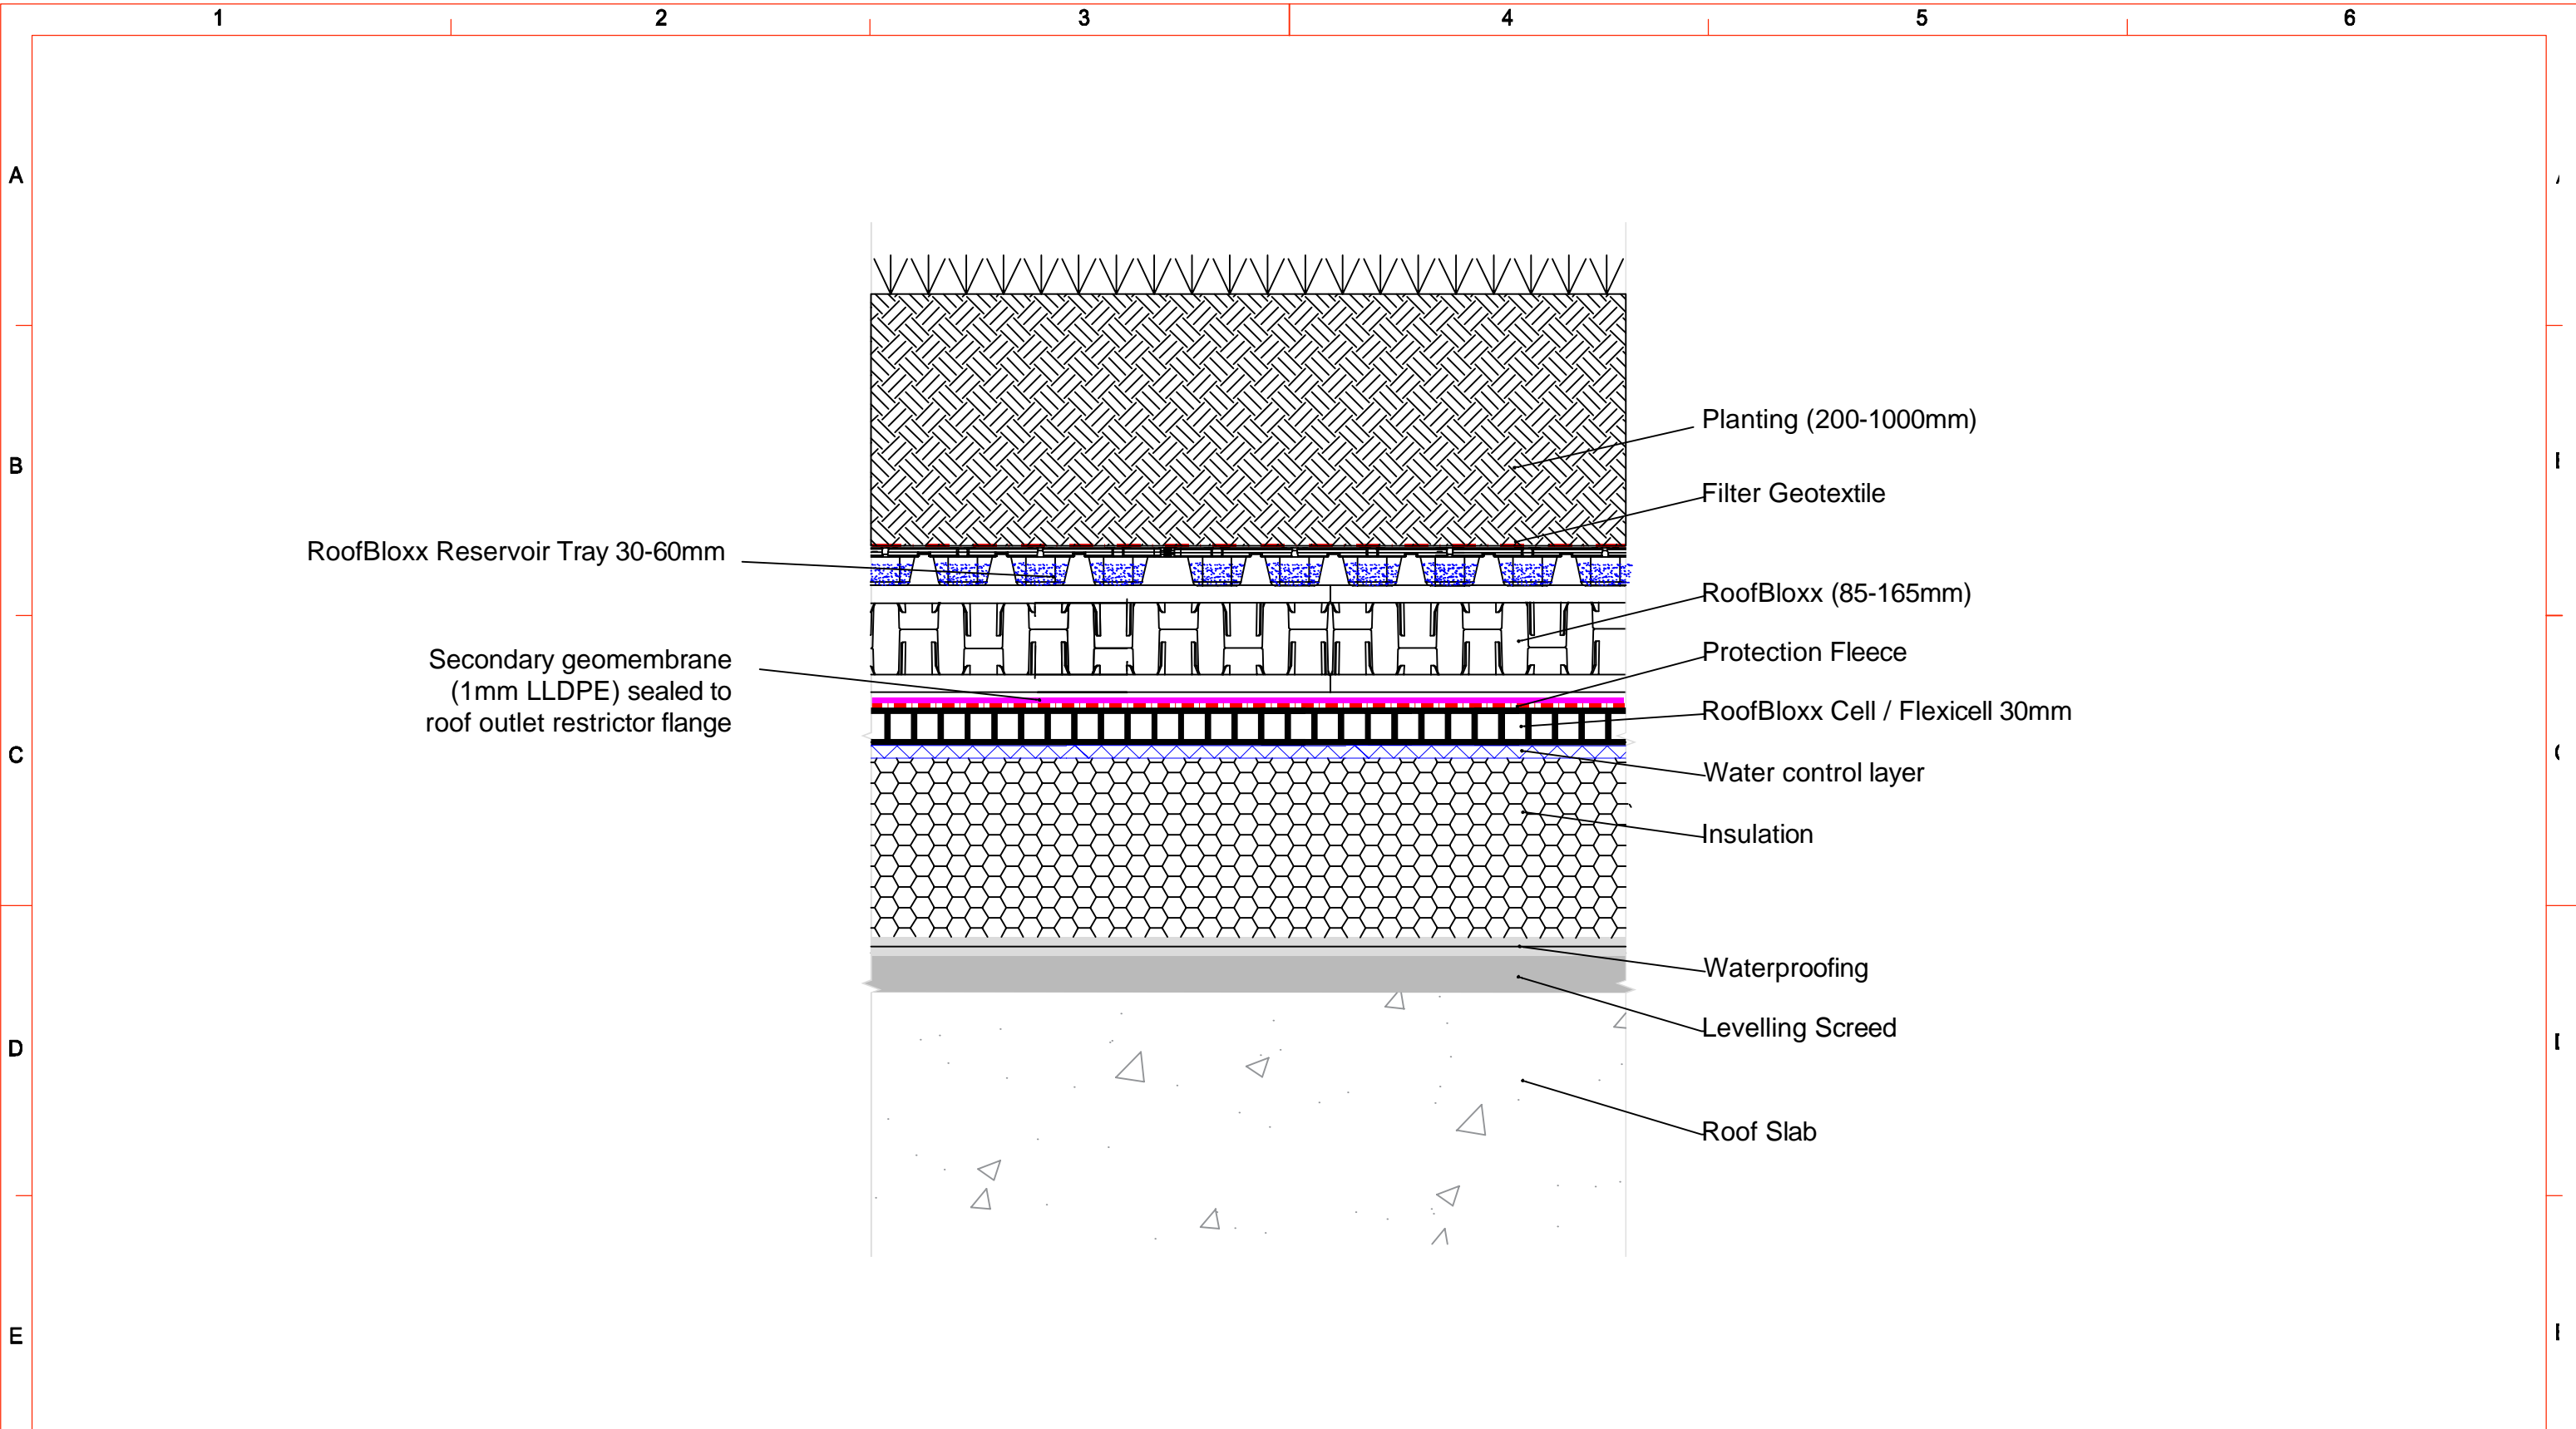 1 2 3 4 5 6
A
B
Planting (200-1000mm)
Filter Geotextile
RoofBloxx Reservoir Tray 30-60mm
RoofBloxx (85-165mm)
Protection Fleece
Secondary geomembrane
(1mm LLDPE) sealed to
roof outlet restrictor flange
RoofBloxx Cell / Flexicell 30mm
C
Water control layer
Insulation
Waterproofing
Levelling Screed
D
Roof Slab
E